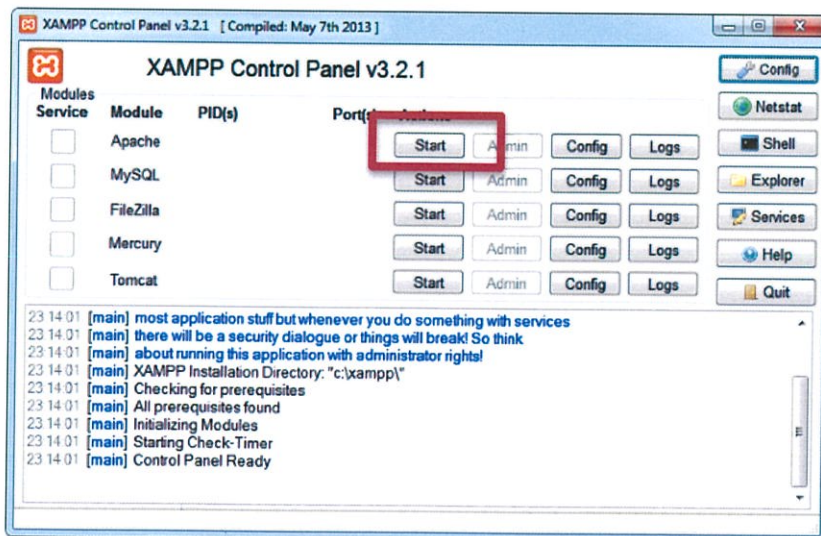 XAMPP Control Panel v3.2.1 [ Compiled: May 7th 2013 ]
XAMPP Control Panel v3.2.1
Config
Modules
Service Module PID(s) Port(s)
Netstat
Apache Start Admin Config Logs Shell
MySQL Start Admin Config Logs Explorer
FileZilla Start Admin Config Logs Services
Mercury Start Admin Config Logs Help
Tomcat Start Admin Config Logs Quit
23 14 01 [main] most application stuff but whenever you do something with services
23 14 01 [main] there will be a security dialogue or things will break! So think
23 14 01 [main] about running this application with administrator rights!
23 14 01 [main] XAMPP Installation Directory: "c:\xampp\"
23 14 01 [main] Checking for prerequisites
23 14 01 [main] All prerequisites found
23 14 01 [main] Initializing Modules
23 14 01 [main] Starting Check-Timer
23 14 01 [main] Control Panel Ready